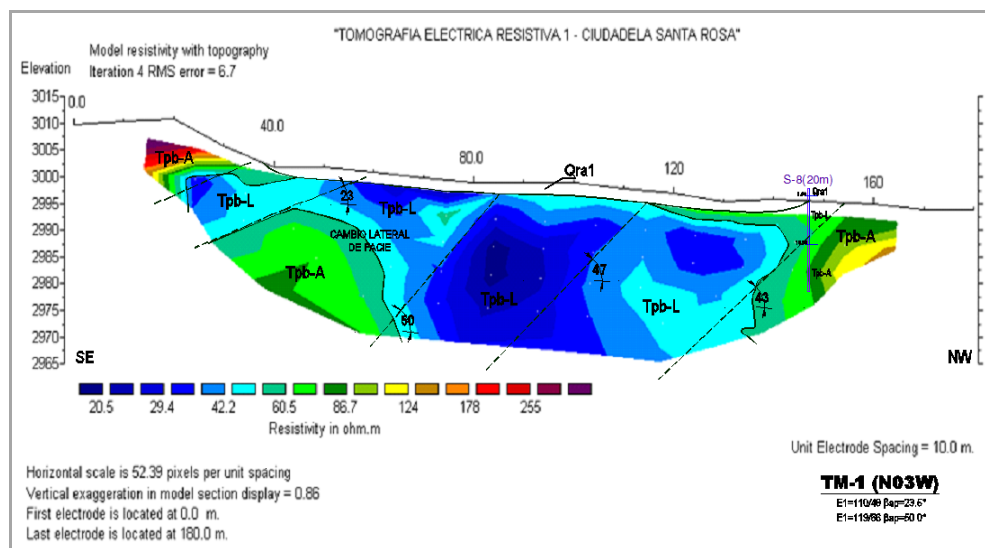 "TOMOGRAFIA ELECTRICA RESISTIVA 1 - CIUDADELA SANTA ROSA"
Model resistivity with topography
Iteration 4 RMS error = 6.7
Elevation
3015
3010
3005
3000
2995
2990
2985
2980
2975
2970
2965
0.0
40.0
80.0
120
160
Qra1
S-8(20m)
Qra1
Tpb-L
Tpb-A
Tpb-A
Tpb-L
23
Tpb-L
CAMBIO LATERAL
DE FACIE
Tpb-A
Tpb-A
47
43
Tpb-L
Tpb-L
SE
NW
20.5 29.4 42.2 60.5 86.7 124 178 255
Resistivity in ohm.m
Unit Electrode Spacing = 10.0 m.
Horizontal scale is 52.39 pixels per unit spacing
Vertical exaggeration in model section display = 0.86
First electrode is located at 0.0 m.
Last electrode is located at 180.0 m.
TM-1 (N03W)